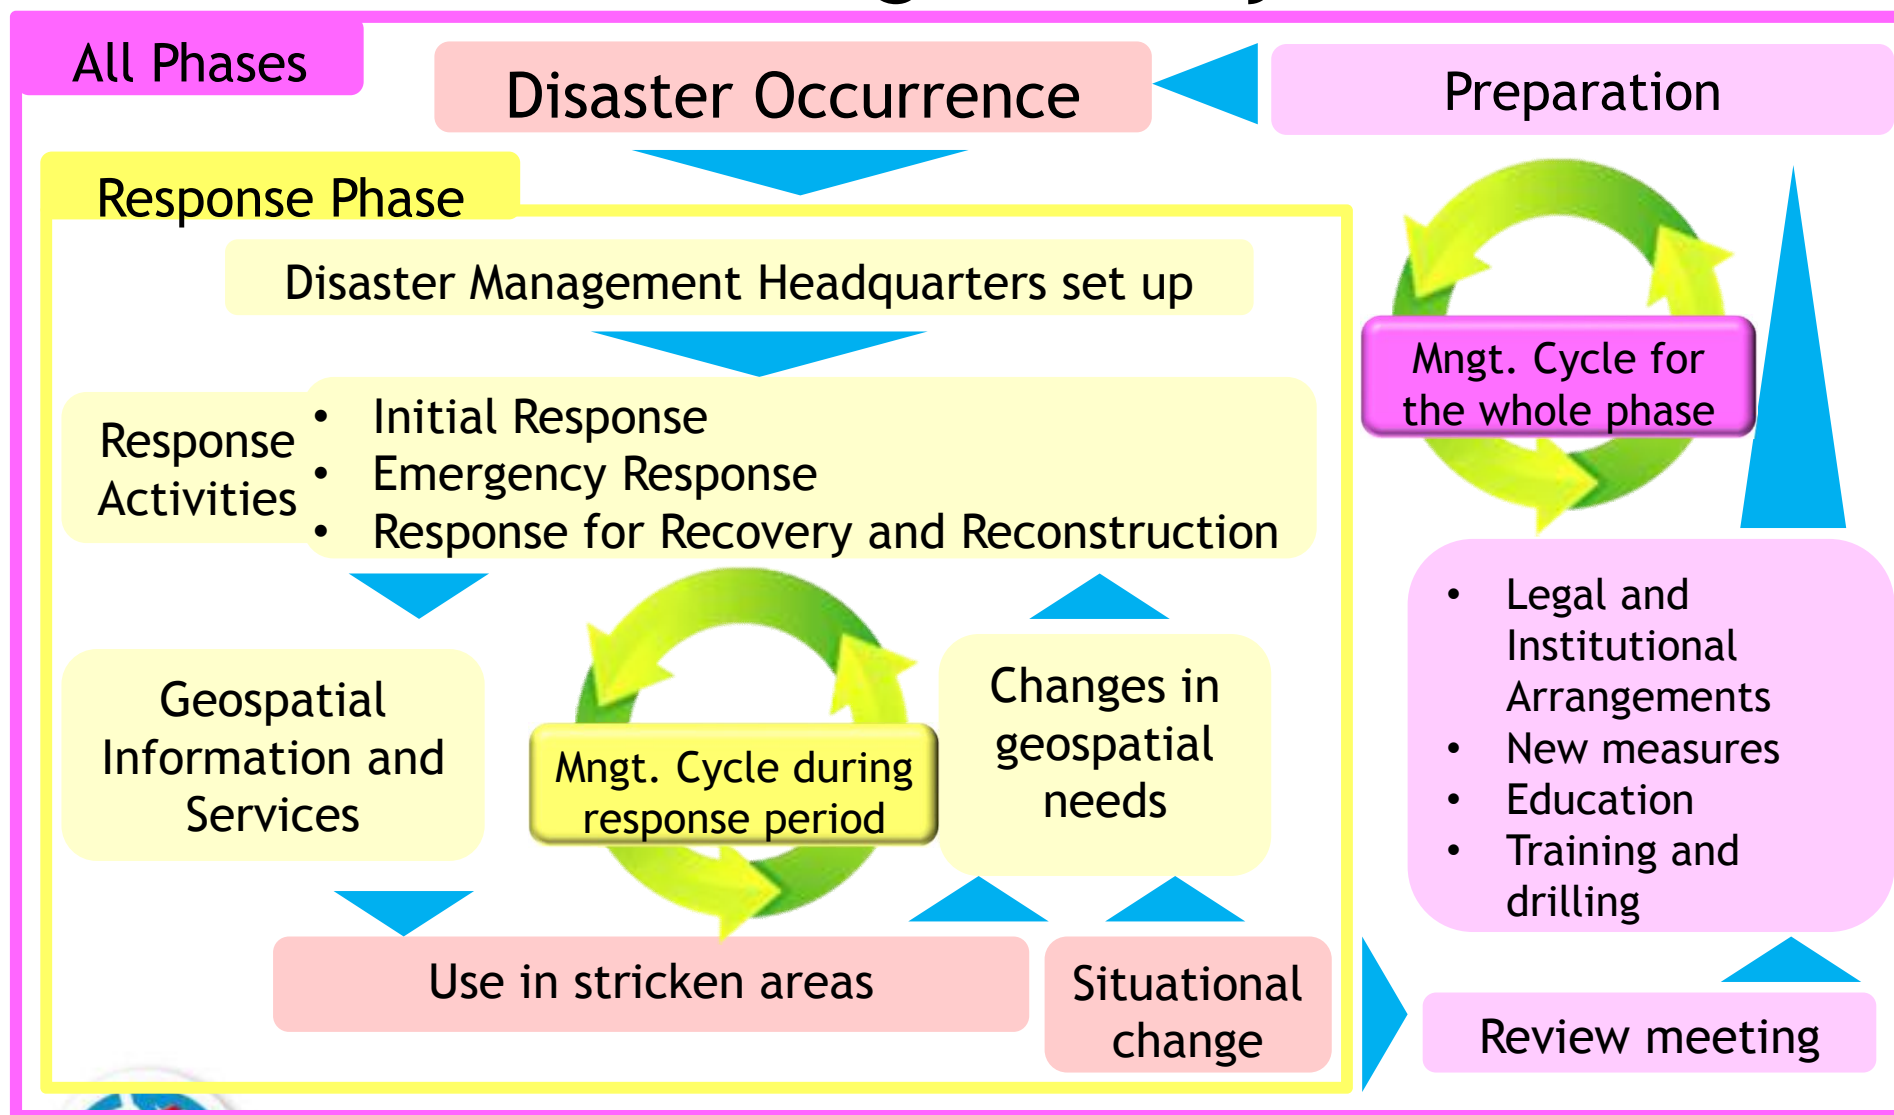 All Phases
Disaster Occurrence
Preparation
Response Phase
Disaster Management Headquarters set up
Response
Activities
• Initial Response
• Emergency Response
• Response for Recovery and Reconstruction
Mngt. Cycle for
the whole phase
Geospatial
Information and
Services
Mngt. Cycle during
response period
Changes in
geospatial
needs
• Legal and
Institutional
Arrangements
• New measures
• Education
• Training and
drilling
Use in stricken areas
Situational
change
Review meeting